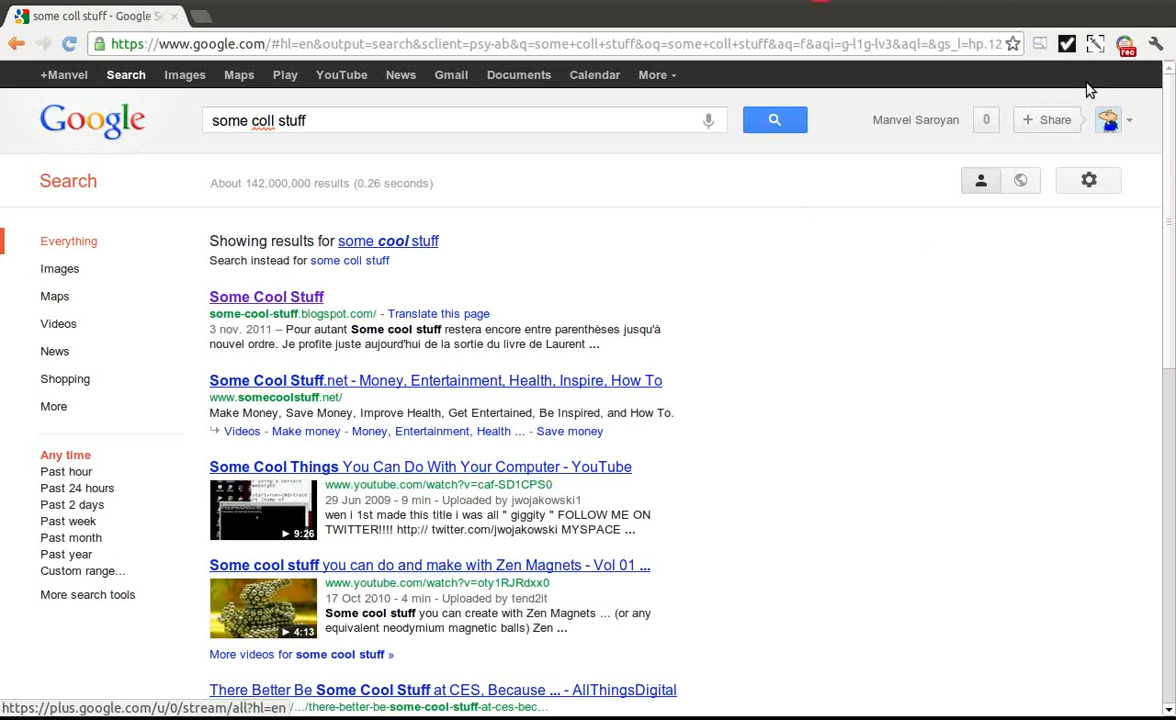 some coll stuff - Google Se
https://www.google.com/#hl=en&output=search&sclient=psy-ab&q=some+coll+stuff&oq=some+coll+stuff&aq=f&aqi=g-l1g-lv3&aql=&gs_l=hp.12
rec
+Manvel Search Images Maps Play YouTube News Gmail Documents Calendar More
Google some coll stuff Manvel Saroyan 0 + Share
Search About 142,000,000 results (0.26 seconds)
Everything
Images
Maps
Videos
News
Shopping
More
Any time
Past hour
Past 24 hours
Past 2 days
Past week
Past month
Past year
Custom range...
More search tools
Showing results for some cool stuff
Search instead for some coll stuff
Some Cool Stuff
some-cool-stuff.blogspot.com/ - Translate this page
3 nov. 2011 – Pour autant Some cool stuff restera encore entre parenthèses jusqu'à
nouvel ordre. Je profite juste aujourd'hui de la sortie du livre de Laurent ...
Some Cool Stuff.net - Money, Entertainment, Health, Inspire, How To
www.somecoolstuff.net/
Make Money, Save Money, Improve Health, Get Entertained, Be Inspired, and How To.
Videos - Make money - Money, Entertainment, Health ... - Save money
Some Cool Things You Can Do With Your Computer - YouTube
www.youtube.com/watch?v=caf-SD1CPS0
29 Jun 2009 - 9 min - Uploaded by jwojakowski1
wen i 1st made this title i was all " giggity " FOLLOW ME ON
TWITTER!!!! http:// twitter.com/jwojakowski MYSPACE ...
9:26
Some cool stuff you can do and make with Zen Magnets - Vol 01 ...
www.youtube.com/watch?v=oty1RJRdxx0
17 Oct 2010 - 4 min - Uploaded by tend2it
Some cool stuff you can create with Zen Magnets ... (or any
equivalent neodymium magnetic balls) Zen ...
4:13
More videos for some cool stuff »
There Better Be Some Cool Stuff at CES, Because ... - AllThingsDigital
/.../there-better-be-some-cool-stuff-at-ces-bec...
https://plus.google.com/u/0/stream/all?hl=en